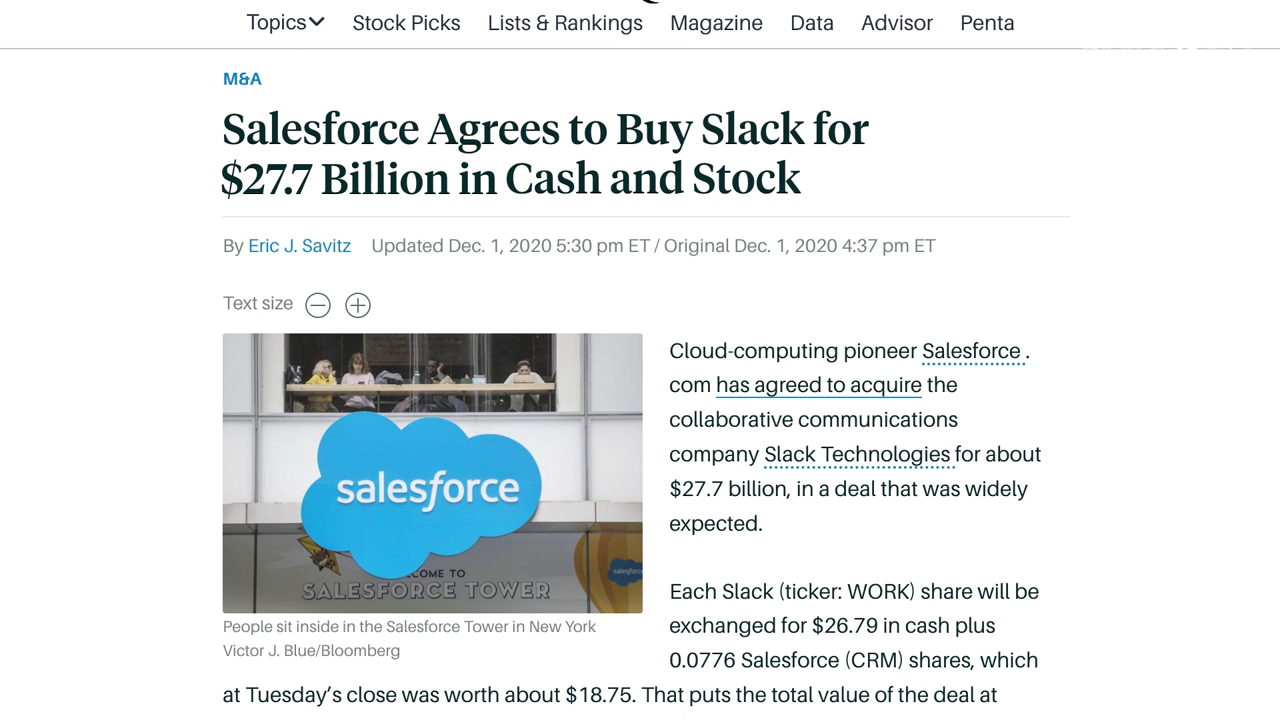 Topics
Stock Picks
Lists & Rankings
Magazine
Data
Advisor
Penta
M&A
Salesforce Agrees to Buy Slack for
$27.7 Billion in Cash and Stock
By Eric J. Savitz Updated Dec. 1, 2020 5:30 pm ET / Original Dec. 1, 2020 4:37 pm ET
Text size
salesforce
COME TO
SALESFORCE TOWER
salesforce
People sit inside in the Salesforce Tower in New York
Victor J. Blue/Bloomberg
Cloud-computing pioneer Salesforce .
com has agreed to acquire the
collaborative communications
company Slack Technologies for about
$27.7 billion, in a deal that was widely
expected.
Each Slack (ticker: WORK) share will be
exchanged for $26.79 in cash plus
0.0776 Salesforce (CRM) shares, which
at Tuesday’s close was worth about $18.75. That puts the total value of the deal at